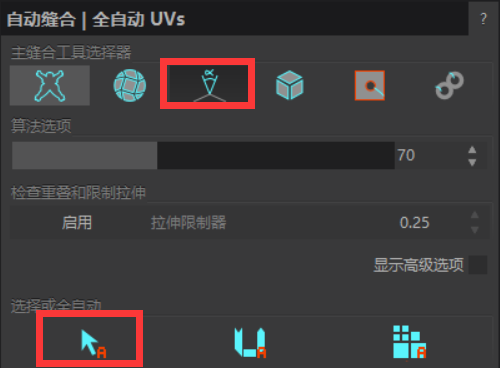 自动缝合 | 全自动 UVs ?
主缝合工具选择器
算法选项
70
检查重叠和限制拉伸
启用 拉伸限制器 0.25
显示高级选项
选择或全自动
A A A